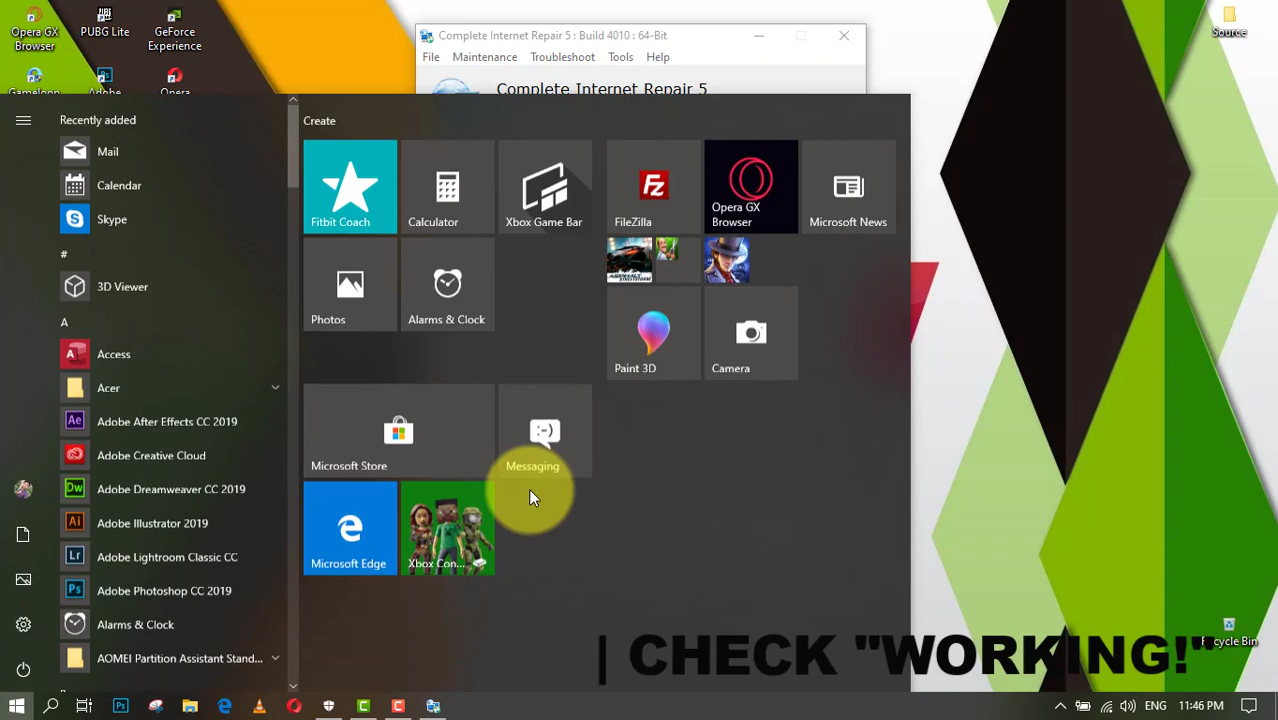 Opera GX
Browser
PUBG Lite
GeForce
Experience
Gameloop
Adobe
Opera
Source
Complete Internet Repair 5 : Build 4010 : 64-Bit
File Maintenance Troubleshoot Tools Help
Complete Internet Repair 5
Recently added
Mail
Calendar
Skype
#
3D Viewer
A
Access
Acer
Adobe After Effects CC 2019
Adobe Creative Cloud
Adobe Dreamweaver CC 2019
Adobe Illustrator 2019
Adobe Lightroom Classic CC
Adobe Photoshop CC 2019
Alarms & Clock
AOMEI Partition Assistant Stand...
Create
Fitbit Coach
Calculator
Xbox Game Bar
FileZilla
Opera GX
Browser
Microsoft News
Photos
Alarms & Clock
Paint 3D
Camera
Microsoft Store
Messaging
Microsoft Edge
Xbox Con...
| CHECK "WORKING!"
Recycle Bin
ENG
11:46 PM